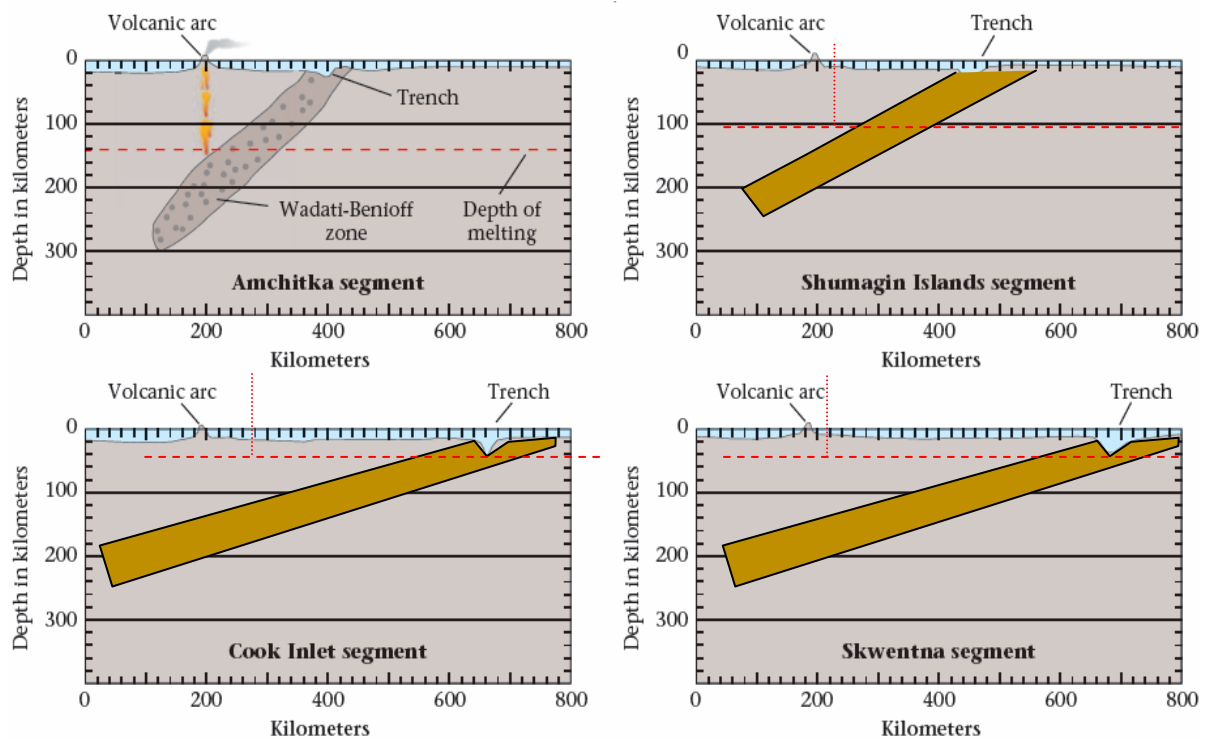 Volcanic arc
0
100
200
300
Depth in kilometers
Trench
Wadati-Benioff
zone
Depth of
melting
Amchitka segment
0
200
400
600
800
Kilometers
Volcanic arc
Trench
0
100
200
300
Depth in kilometers
Shumagin Islands segment
0
200
400
600
800
Kilometers
Volcanic arc
Trench
0
100
200
300
Depth in kilometers
Cook Inlet segment
0
200
400
600
800
Kilometers
Volcanic arc
Trench
0
100
200
300
Depth in kilometers
Skwentna segment
0
200
400
600
800
Kilometers